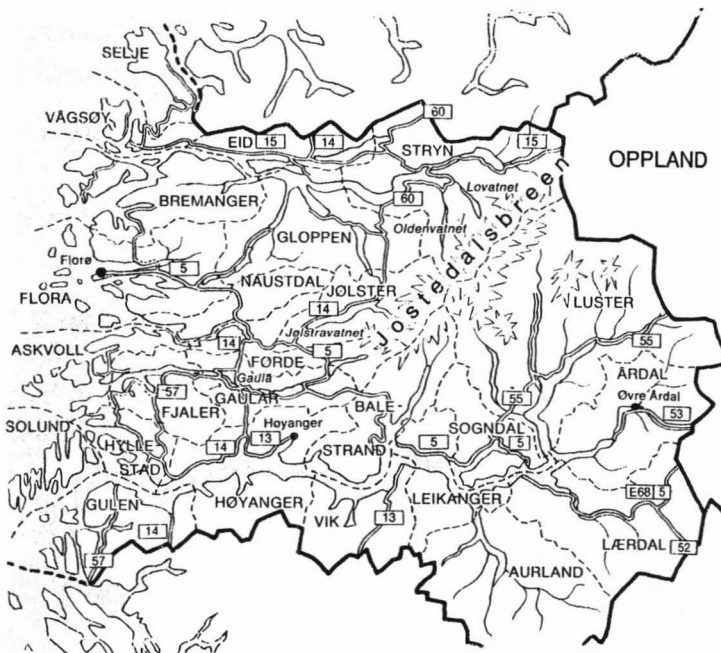 SELJE
VÅGSØY
60
EID 15
14
STRYN
15
OPPLAND
BREMANGER
60
Lovatnet
Oldenvatnet
Jostedalsbreen
GLOPPEN
Florø
5
FLORA
NAUSTDAL
JØLSTER
14
LUSTER
Jølstravatnet
ASKVOLL
14
FØRDE
5
55
ÅRDAL
Gaula
57
GAULAR
FJALER
BALE
55
Øvre Årdal
53
SOLUND
Høyanger
SOGNDAL
HYLLE
STAD
14
13
STRAND
5
5
GULEN
HØYANGER
LEIKANGER
E68 5
VIK
13
14
LÆRDAL
52
57
AURLAND